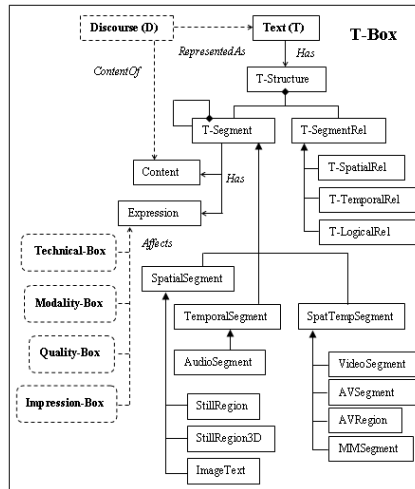 Discourse (D)
Text (T)
T-Box
RepresentedAs
Has
ContentOf
T-Structure
T-Segment
T-SegmentRel
Has
Content
T-SpatialRel
T-TemporalRel
T-LogicalRel
Expression
Affects
Technical-Box
Modality-Box
Quality-Box
Impression-Box
SpatialSegment
TemporalSegment
SpatTempSegment
AudioSegment
VideoSegment
AVSegment
AVRegion
MMSegment
StillRegion
StillRegion3D
ImageText